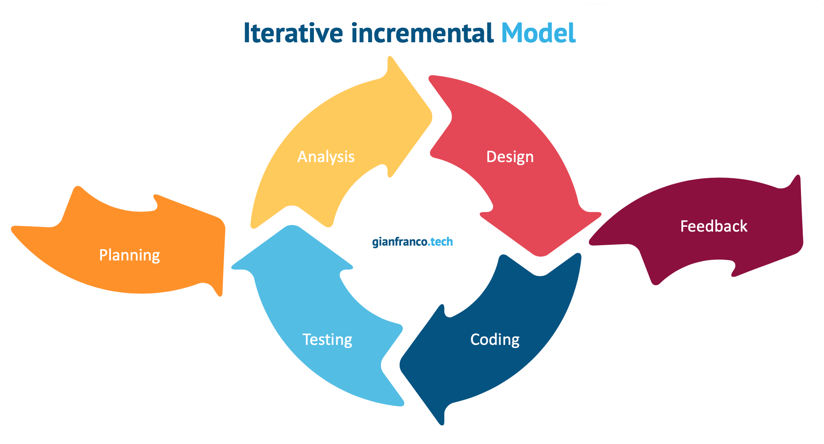 Iterative incremental Model
Analysis
Design
Planning
gianfranco.tech
Feedback
Testing
Coding